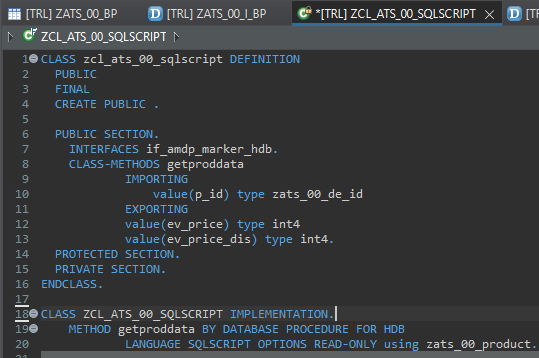 [TRL] ZATS_00_BP
[TRL] ZATS_00_I_BP
*[TRL] ZCL_ATS_00_SQLSCRIPT
[TRL]
ZCL_ATS_00_SQLSCRIPT
1 CLASS zcl_ats_00_sqlscript DEFINITION
2 PUBLIC
3 FINAL
4 CREATE PUBLIC .
5
6 PUBLIC SECTION.
7 INTERFACES if_amdp_marker_hdb.
8 CLASS-METHODS getproddata
9 IMPORTING
10 value(p_id) type zats_00_de_id
11 EXPORTING
12 value(ev_price) type int4
13 value(ev_price_dis) type int4.
14 PROTECTED SECTION.
15 PRIVATE SECTION.
16 ENDCLASS.
17
18 CLASS ZCL_ATS_00_SQLSCRIPT IMPLEMENTATION.
19 METHOD getproddata BY DATABASE PROCEDURE FOR HDB
20 LANGUAGE SQLSCRIPT OPTIONS READ-ONLY using zats_00_product.